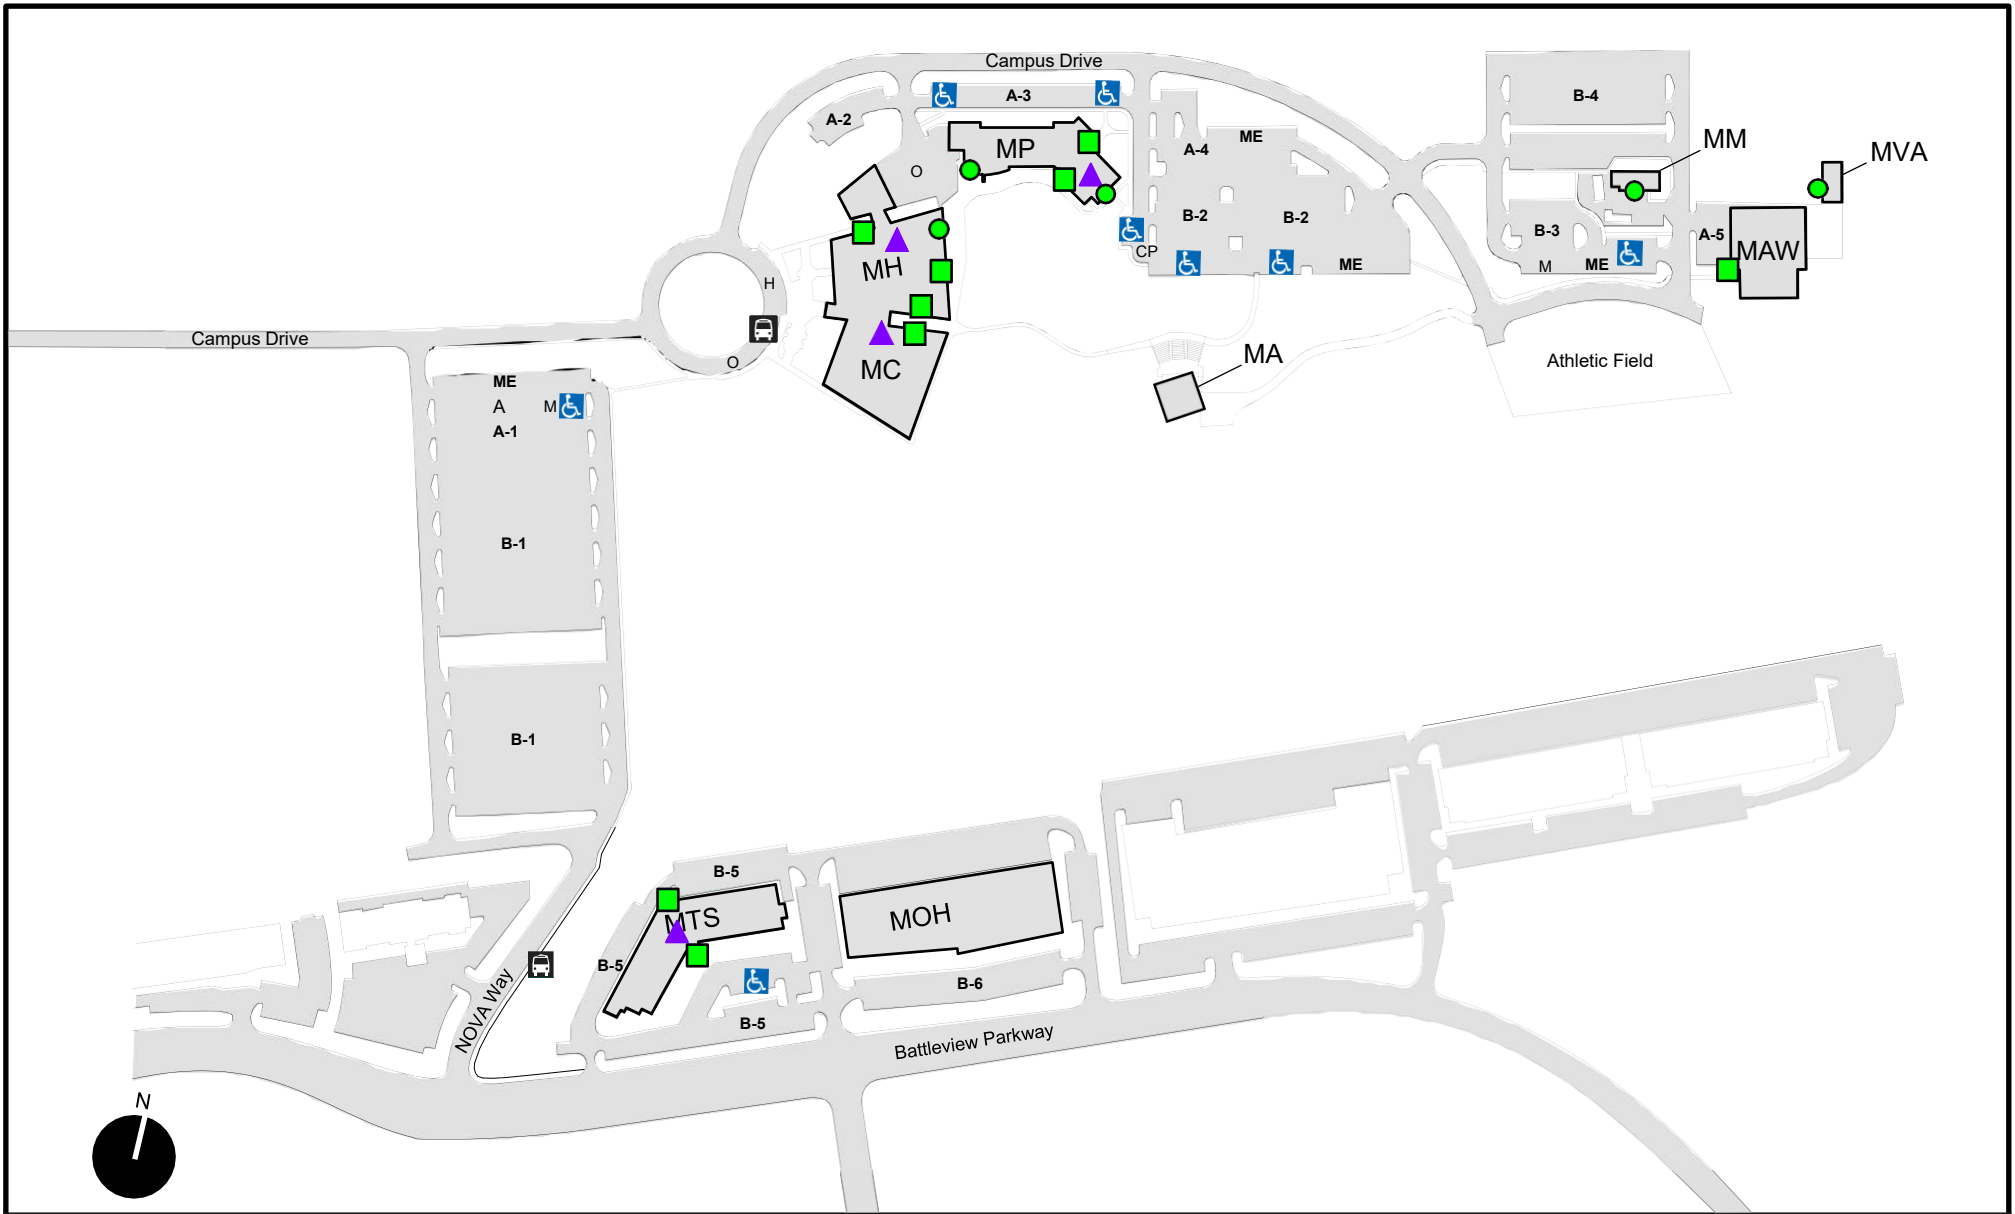 Campus Drive
A-3
B-4
A-2
ME
MM
MP
A-4
MVA
O
B-2
B-2
B-3
A-5
MAW
CP
MH
ME
M
ME
H
Campus Drive
O
MC
MA
Athletic Field
ME
A
M
A-1
B-1
B-1
B-5
MTS
MOH
B-5
B-6
NOVA Way
B-5
Battleview Parkway
N